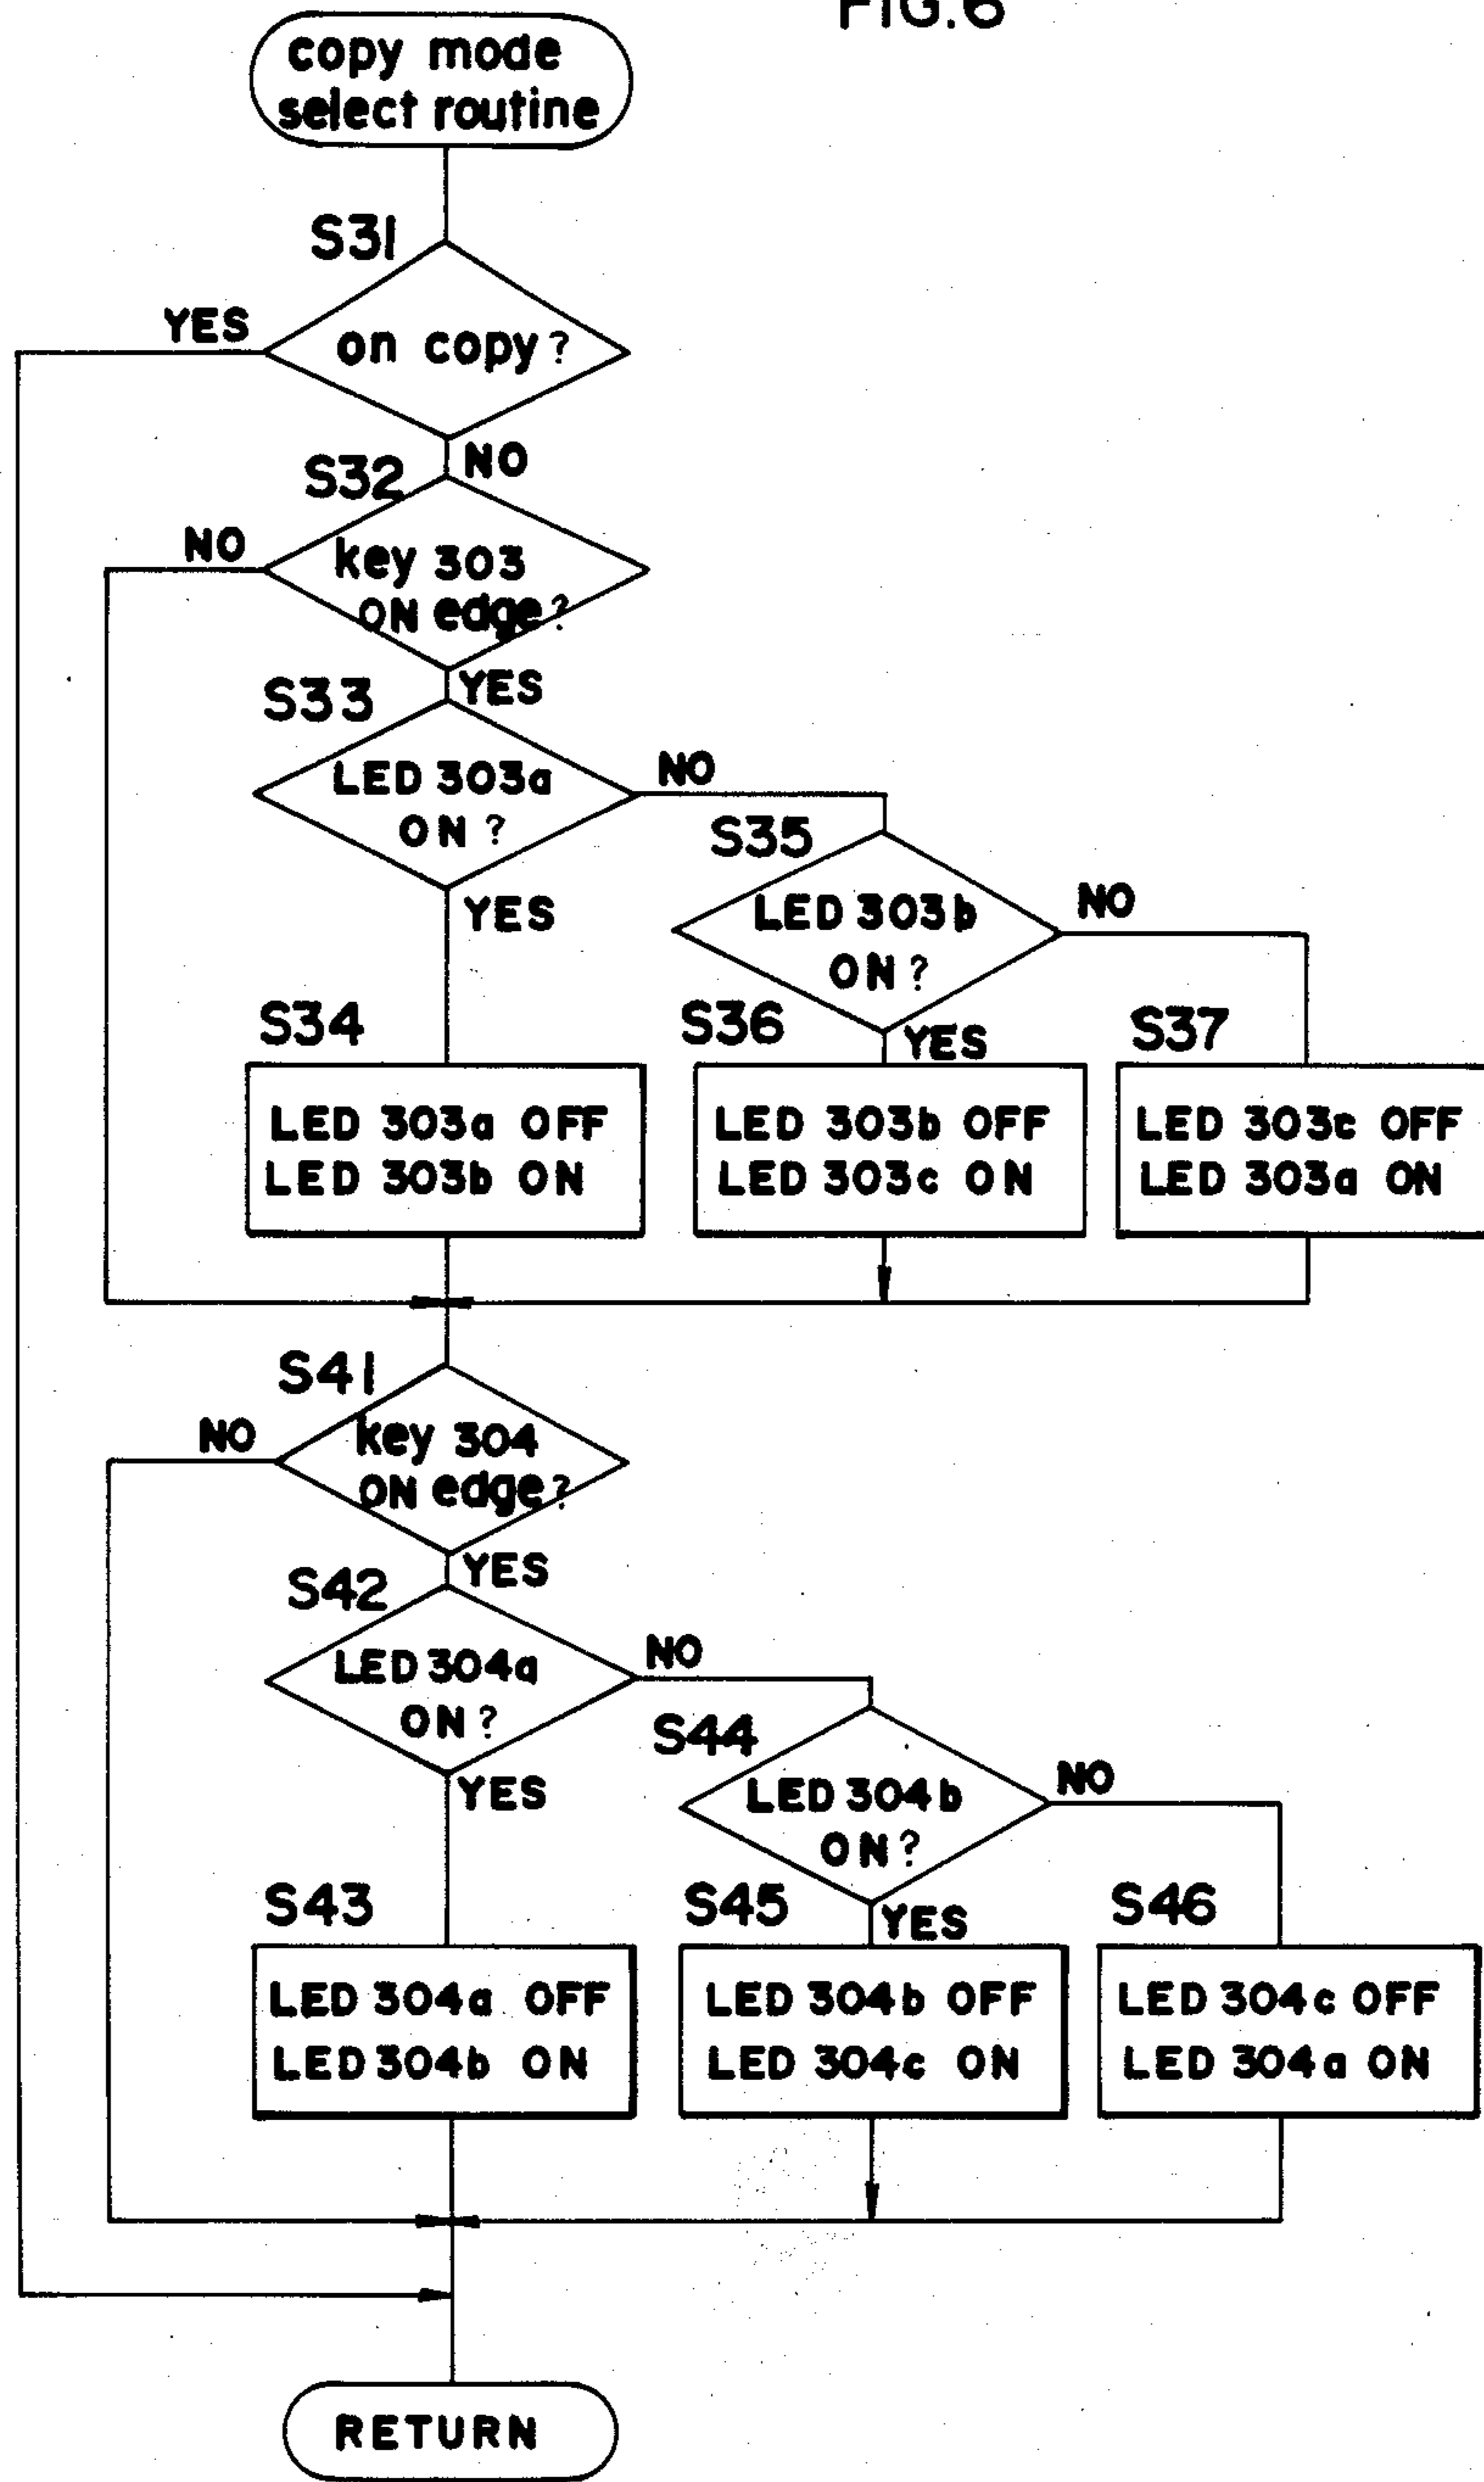 FIG.6
copy mode
select routine
S31
YES
on copy?
NO
S32
NO
key 303
ON edge?
YES
S33
LED 303a
ON?
NO
YES
S35
LED 303b
ON?
NO
YES
S34
LED 303a OFF
LED 303b ON
S36
LED 303b OFF
LED 303c ON
S37
LED 303c OFF
LED 303a ON
S41
NO
key 304
ON edge?
YES
S42
LED 304a
ON?
NO
YES
S44
LED 304b
ON?
NO
YES
S43
LED 304a OFF
LED 304b ON
S45
LED 304b OFF
LED 304c ON
S46
LED 304c OFF
LED 304a ON
RETURN